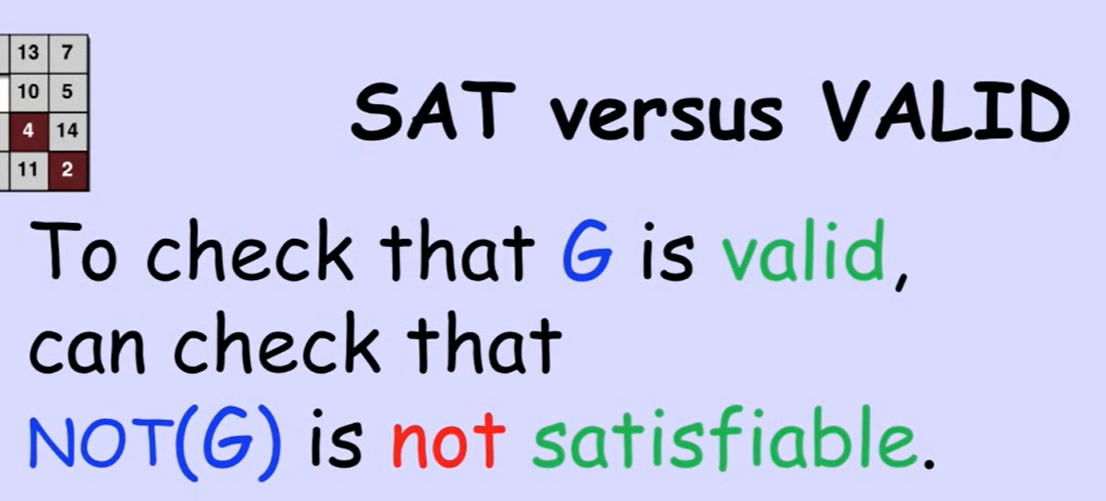 13 7
10 5
4 14
11 2
SAT versus VALID
To check that G is valid,
can check that
NOT(G) is not satisfiable.